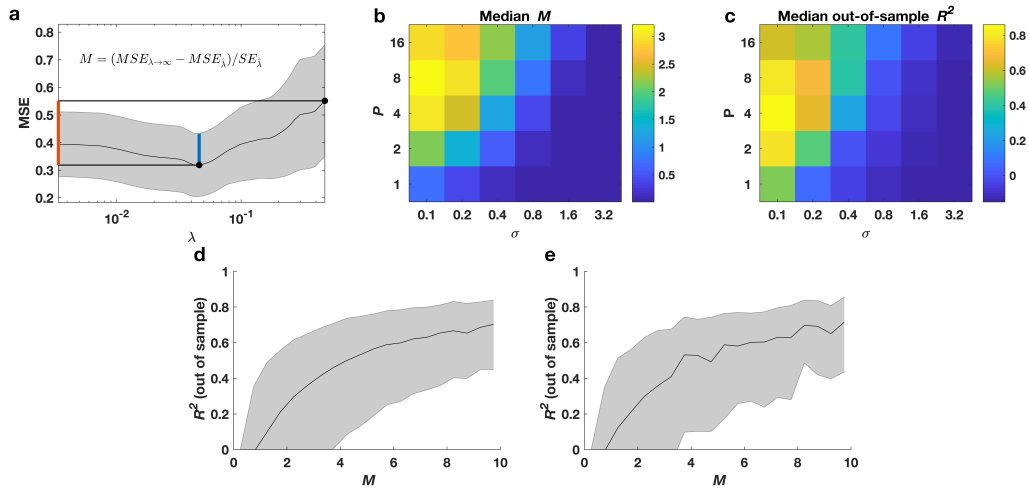 a
0.8
0.7
0.6
0.5
0.4
0.3
0.2
MSE
M = (MSE_{λ→∞} − MSE_{λ̂})/SE_{λ̂}
10⁻²
10⁻¹
λ
b
Median M
16
8
4
2
1
P
0.1 0.2 0.4 0.8 1.6 3.2
σ
3
2.5
2
1.5
1
0.5
c
Median out-of-sample R²
16
8
4
2
1
P
0.1 0.2 0.4 0.8 1.6 3.2
σ
0.8
0.6
0.4
0.2
0
d
1
0.8
0.6
0.4
0.2
0
R² (out of sample)
0 2 4 6 8 10
M
e
1
0.8
0.6
0.4
0.2
0
R² (out of sample)
0 2 4 6 8 10
M